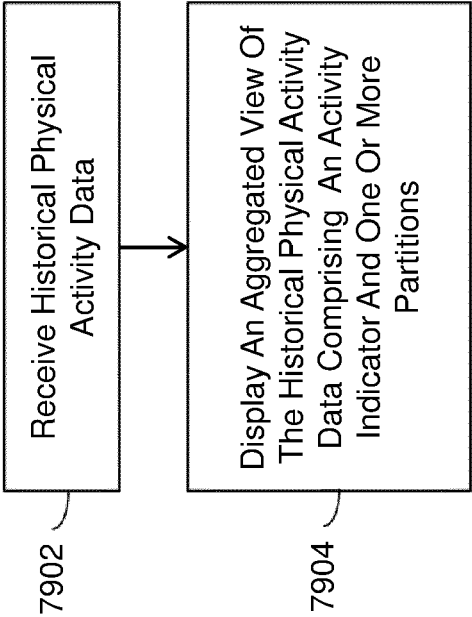 7902
Receive Historical Physical
Activity Data
7904
Display An Aggregated View Of
The Historical Physical Activity
Data Comprising An Activity
Indicator And One Or More
Partitions